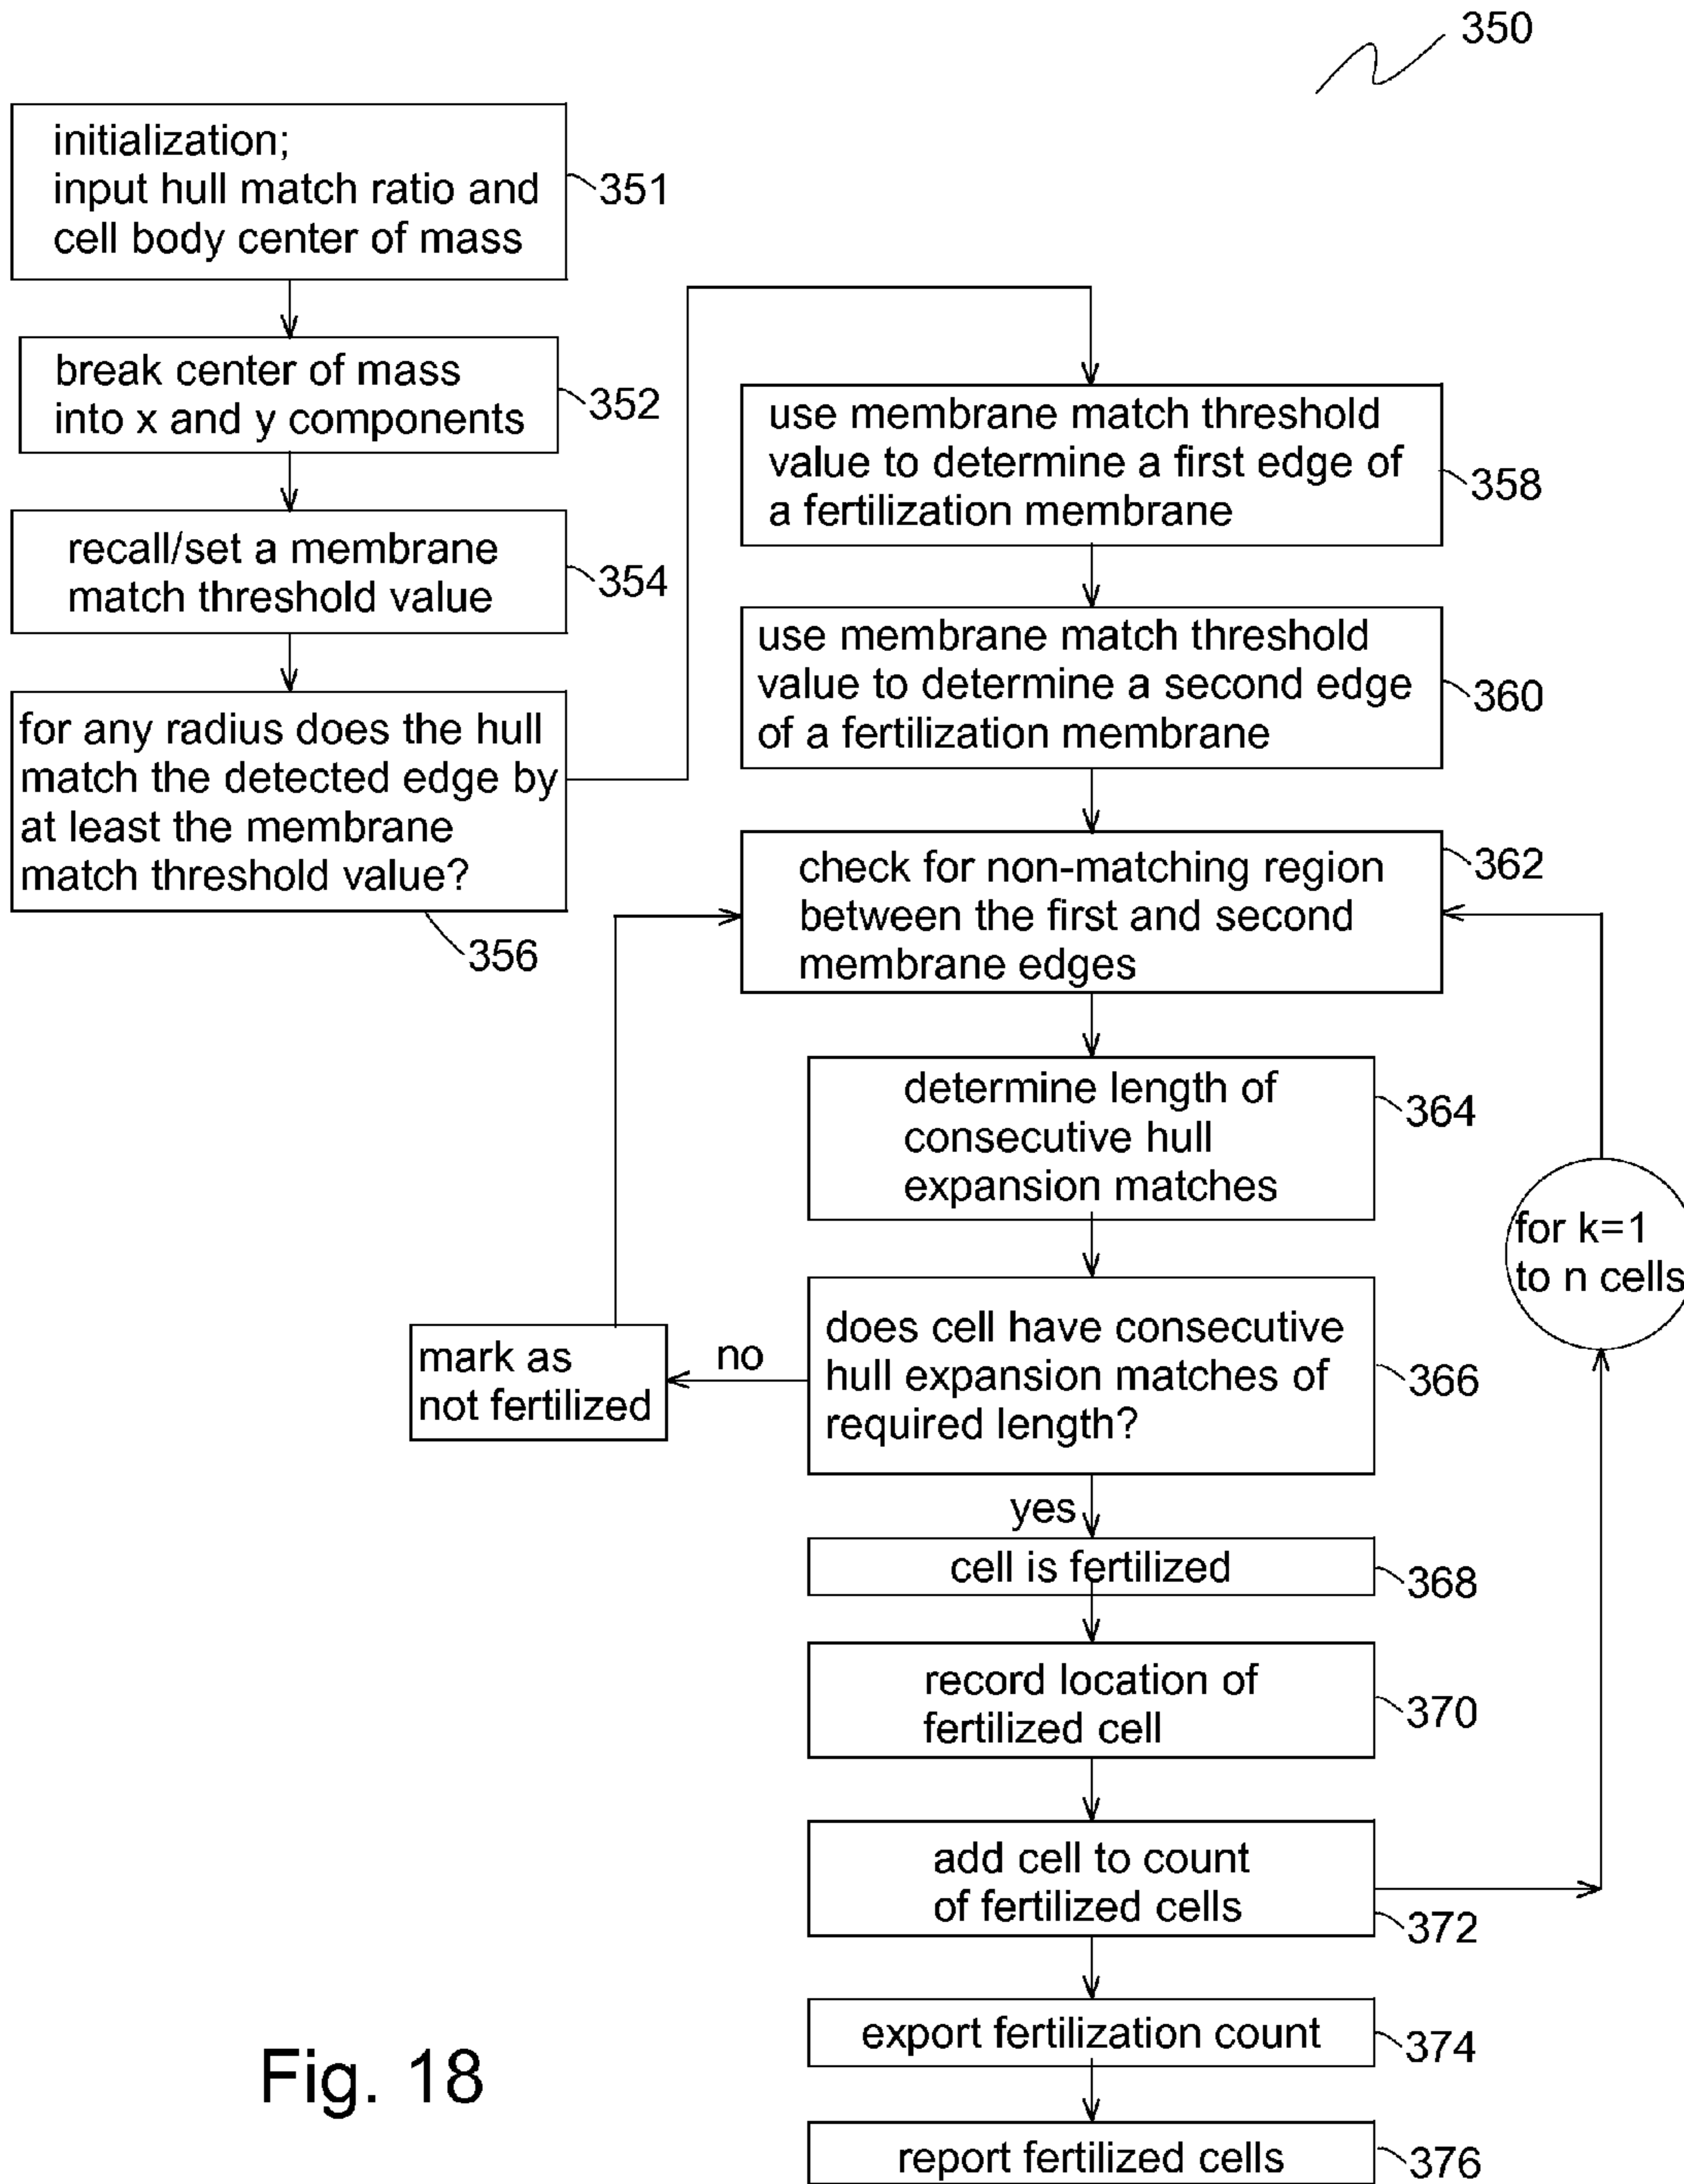 350
initialization;
input hull match ratio and
cell body center of mass
351
break center of mass
into x and y components
352
recall/set a membrane
match threshold value
354
for any radius does the hull
match the detected edge by
at least the membrane
match threshold value?
356
use membrane match threshold
value to determine a first edge of
a fertilization membrane
358
use membrane match threshold
value to determine a second edge
of a fertilization membrane
360
check for non-matching region
between the first and second
membrane edges
362
determine length of
consecutive hull
expansion matches
364
for k=1
to n cells
does cell have consecutive
hull expansion matches of
required length?
366
no
mark as
not fertilized
yes
cell is fertilized
368
record location of
fertilized cell
370
add cell to count
of fertilized cells
372
export fertilization count
374
report fertilized cells
376
Fig. 18